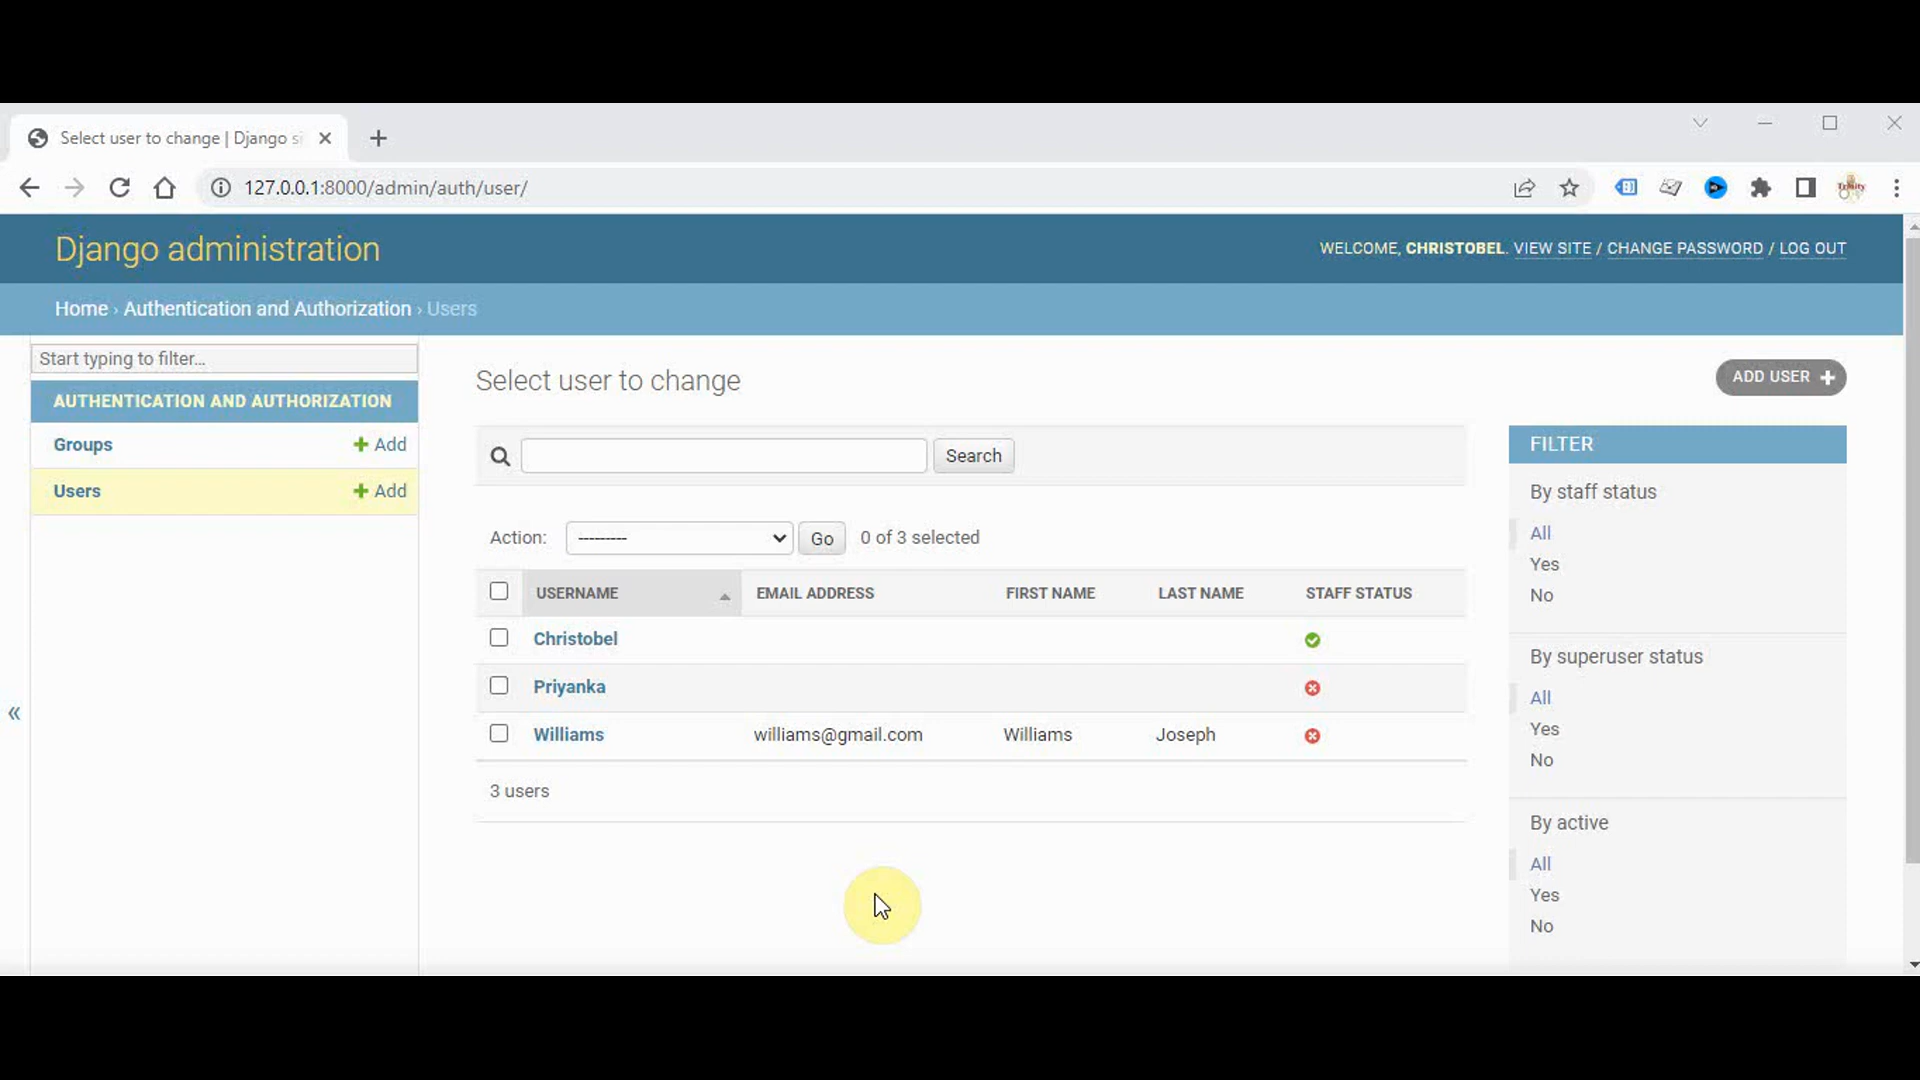 Select user to change | Django si
127.0.0.1:8000/admin/auth/user/
Django administration
WELCOME, CHRISTOBEL. VIEW SITE / CHANGE PASSWORD / LOG OUT
Home › Authentication and Authorization › Users
Start typing to filter...
AUTHENTICATION AND AUTHORIZATION
Groups + Add
Users + Add
«
Select user to change
ADD USER +
Search
Action: --------- Go 0 of 3 selected
USERNAME EMAIL ADDRESS FIRST NAME LAST NAME STAFF STATUS
Christobel
Priyanka
Williams williams@gmail.com Williams Joseph
3 users
FILTER
By staff status
All
Yes
No
By superuser status
All
Yes
No
By active
All
Yes
No